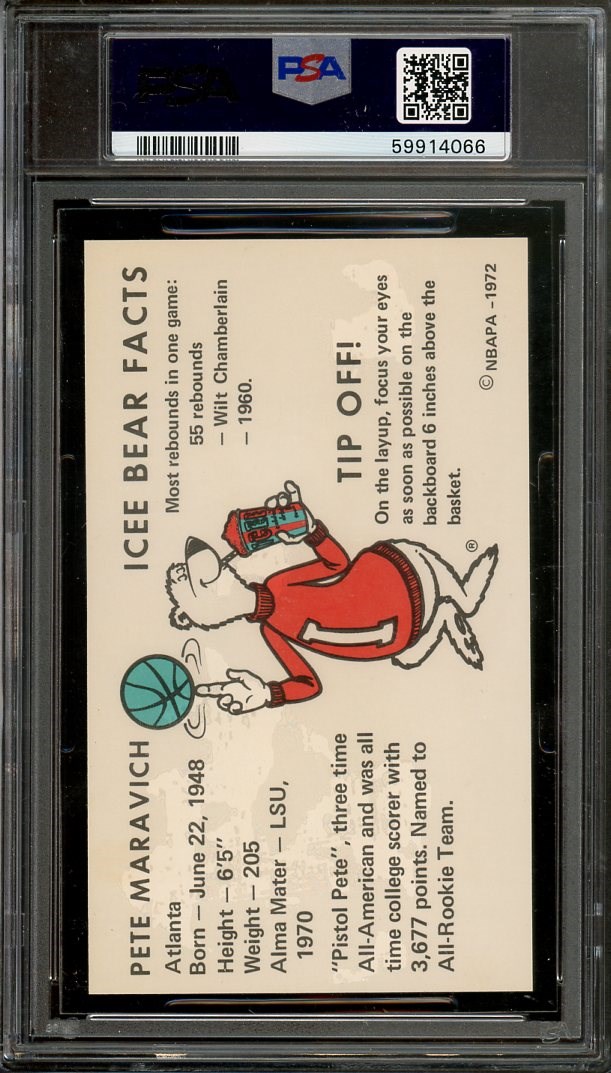 PSA
PSA
59914066
PETE MARAVICH
Atlanta
Born – June 22, 1948
Height – 6'5"
Weight – 205
Alma Mater – LSU,
1970
"Pistol Pete", three time
All-American and was all
time college scorer with
3,677 points. Named to
All-Rookie Team.
1
ICEE
®
ICEE BEAR FACTS
Most rebounds in one game:
55 rebounds
– Wilt Chamberlain
– 1960.
TIP OFF!
On the layup, focus your eyes
as soon as possible on the
backboard 6 inches above the
basket.
© NBAPA -1972